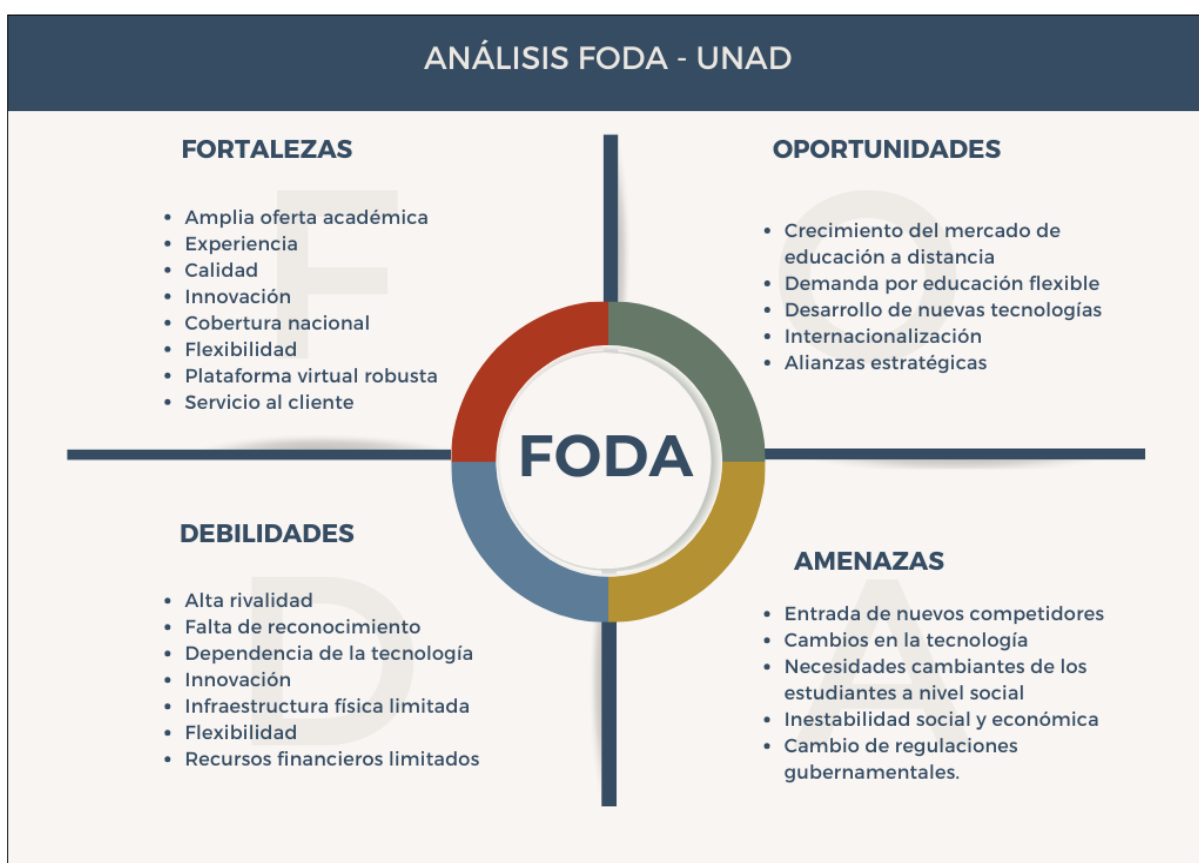 ANÁLISIS FODA - UNAD
FORTALEZAS
F
• Amplia oferta académica
• Experiencia
• Calidad
• Innovación
• Cobertura nacional
• Flexibilidad
• Plataforma virtual robusta
• Servicio al cliente
OPORTUNIDADES
O
• Crecimiento del mercado de
educación a distancia
• Demanda por educación flexible
• Desarrollo de nuevas tecnologías
• Internacionalización
• Alianzas estratégicas
FODA
DEBILIDADES
D
• Alta rivalidad
• Falta de reconocimiento
• Dependencia de la tecnología
• Innovación
• Infraestructura física limitada
• Flexibilidad
• Recursos financieros limitados
AMENAZAS
A
• Entrada de nuevos competidores
• Cambios en la tecnología
• Necesidades cambiantes de los
estudiantes a nivel social
• Inestabilidad social y económica
• Cambio de regulaciones
gubernamentales.